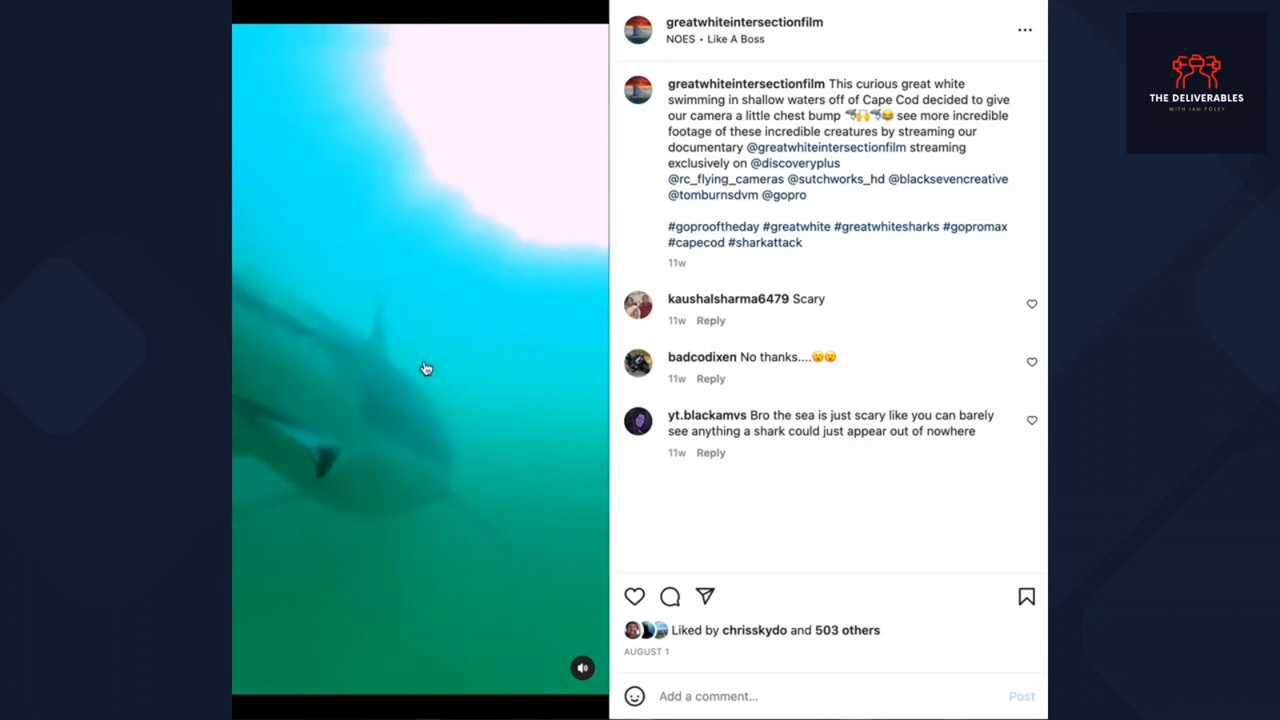 greatwhiteintersectionfilm
NOES • Like A Boss
greatwhiteintersectionfilm This curious great white
swimming in shallow waters off of Cape Cod decided to give
our camera a little chest bump 🦈🙌🦈😂 see more incredible
footage of these incredible creatures by streaming our
documentary @greatwhiteintersectionfilm streaming
exclusively on @discoveryplus
@rc_flying_cameras @sutchworks_hd @blacksevencreative
@tomburnsdvm @gopro
#goprooftheday #greatwhite #greatwhitesharks #gopromax
#capecod #sharkattack
11w
kaushalsharma6479 Scary
11w Reply
badcodixen No thanks....😮😮
11w Reply
yt.blackamvs Bro the sea is just scary like you can barely
see anything a shark could just appear out of nowhere
11w Reply
Liked by chrisskydo and 503 others
AUGUST 1
Add a comment...
Post
THE DELIVERABLES
WITH IAN FOLEY